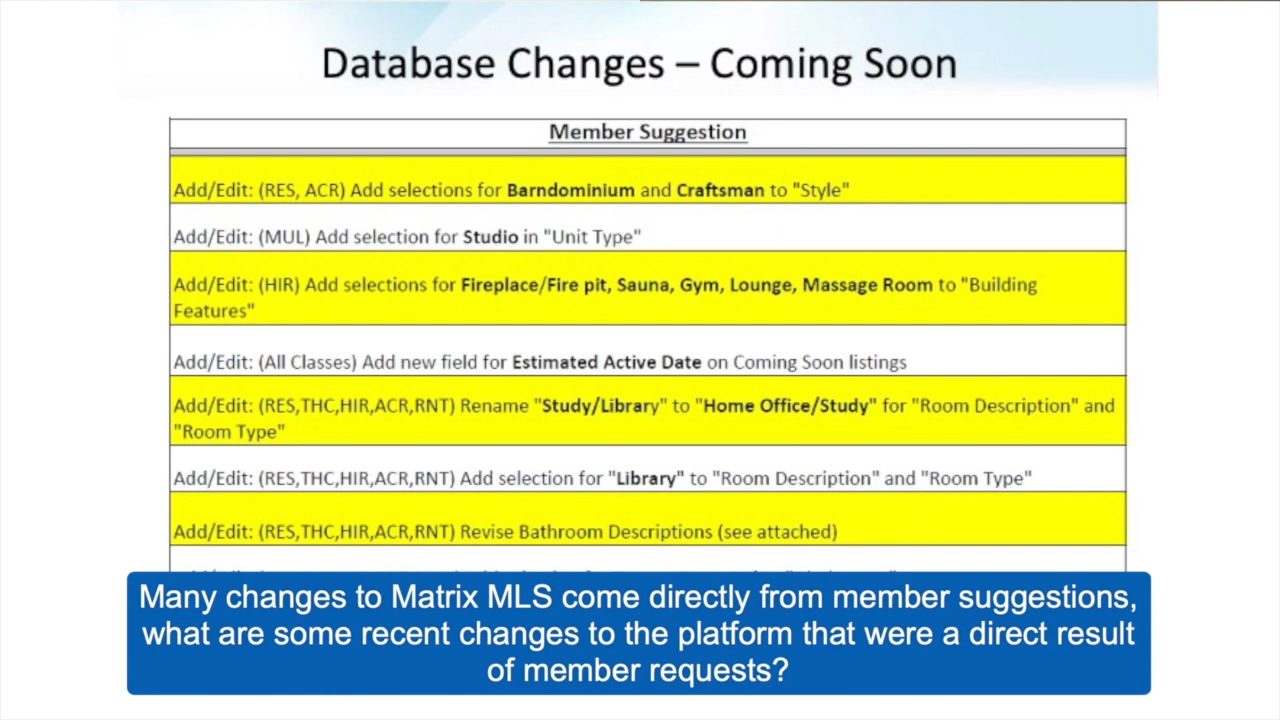 Database Changes – Coming Soon
Member Suggestion
Add/Edit: (RES, ACR) Add selections for Barndominium and Craftsman to "Style"
Add/Edit: (MUL) Add selection for Studio in "Unit Type"
Add/Edit: (HIR) Add selections for Fireplace/Fire pit, Sauna, Gym, Lounge, Massage Room to "Building
Features"
Add/Edit: (All Classes) Add new field for Estimated Active Date on Coming Soon listings
Add/Edit: (RES,THC,HIR,ACR,RNT) Rename "Study/Library" to "Home Office/Study" for "Room Description" and
"Room Type"
Add/Edit: (RES,THC,HIR,ACR,RNT) Add selection for "Library" to "Room Description" and "Room Type"
Add/Edit: (RES,THC,HIR,ACR,RNT) Revise Bathroom Descriptions (see attached)
Many changes to Matrix MLS come directly from member suggestions,
what are some recent changes to the platform that were a direct result
of member requests?